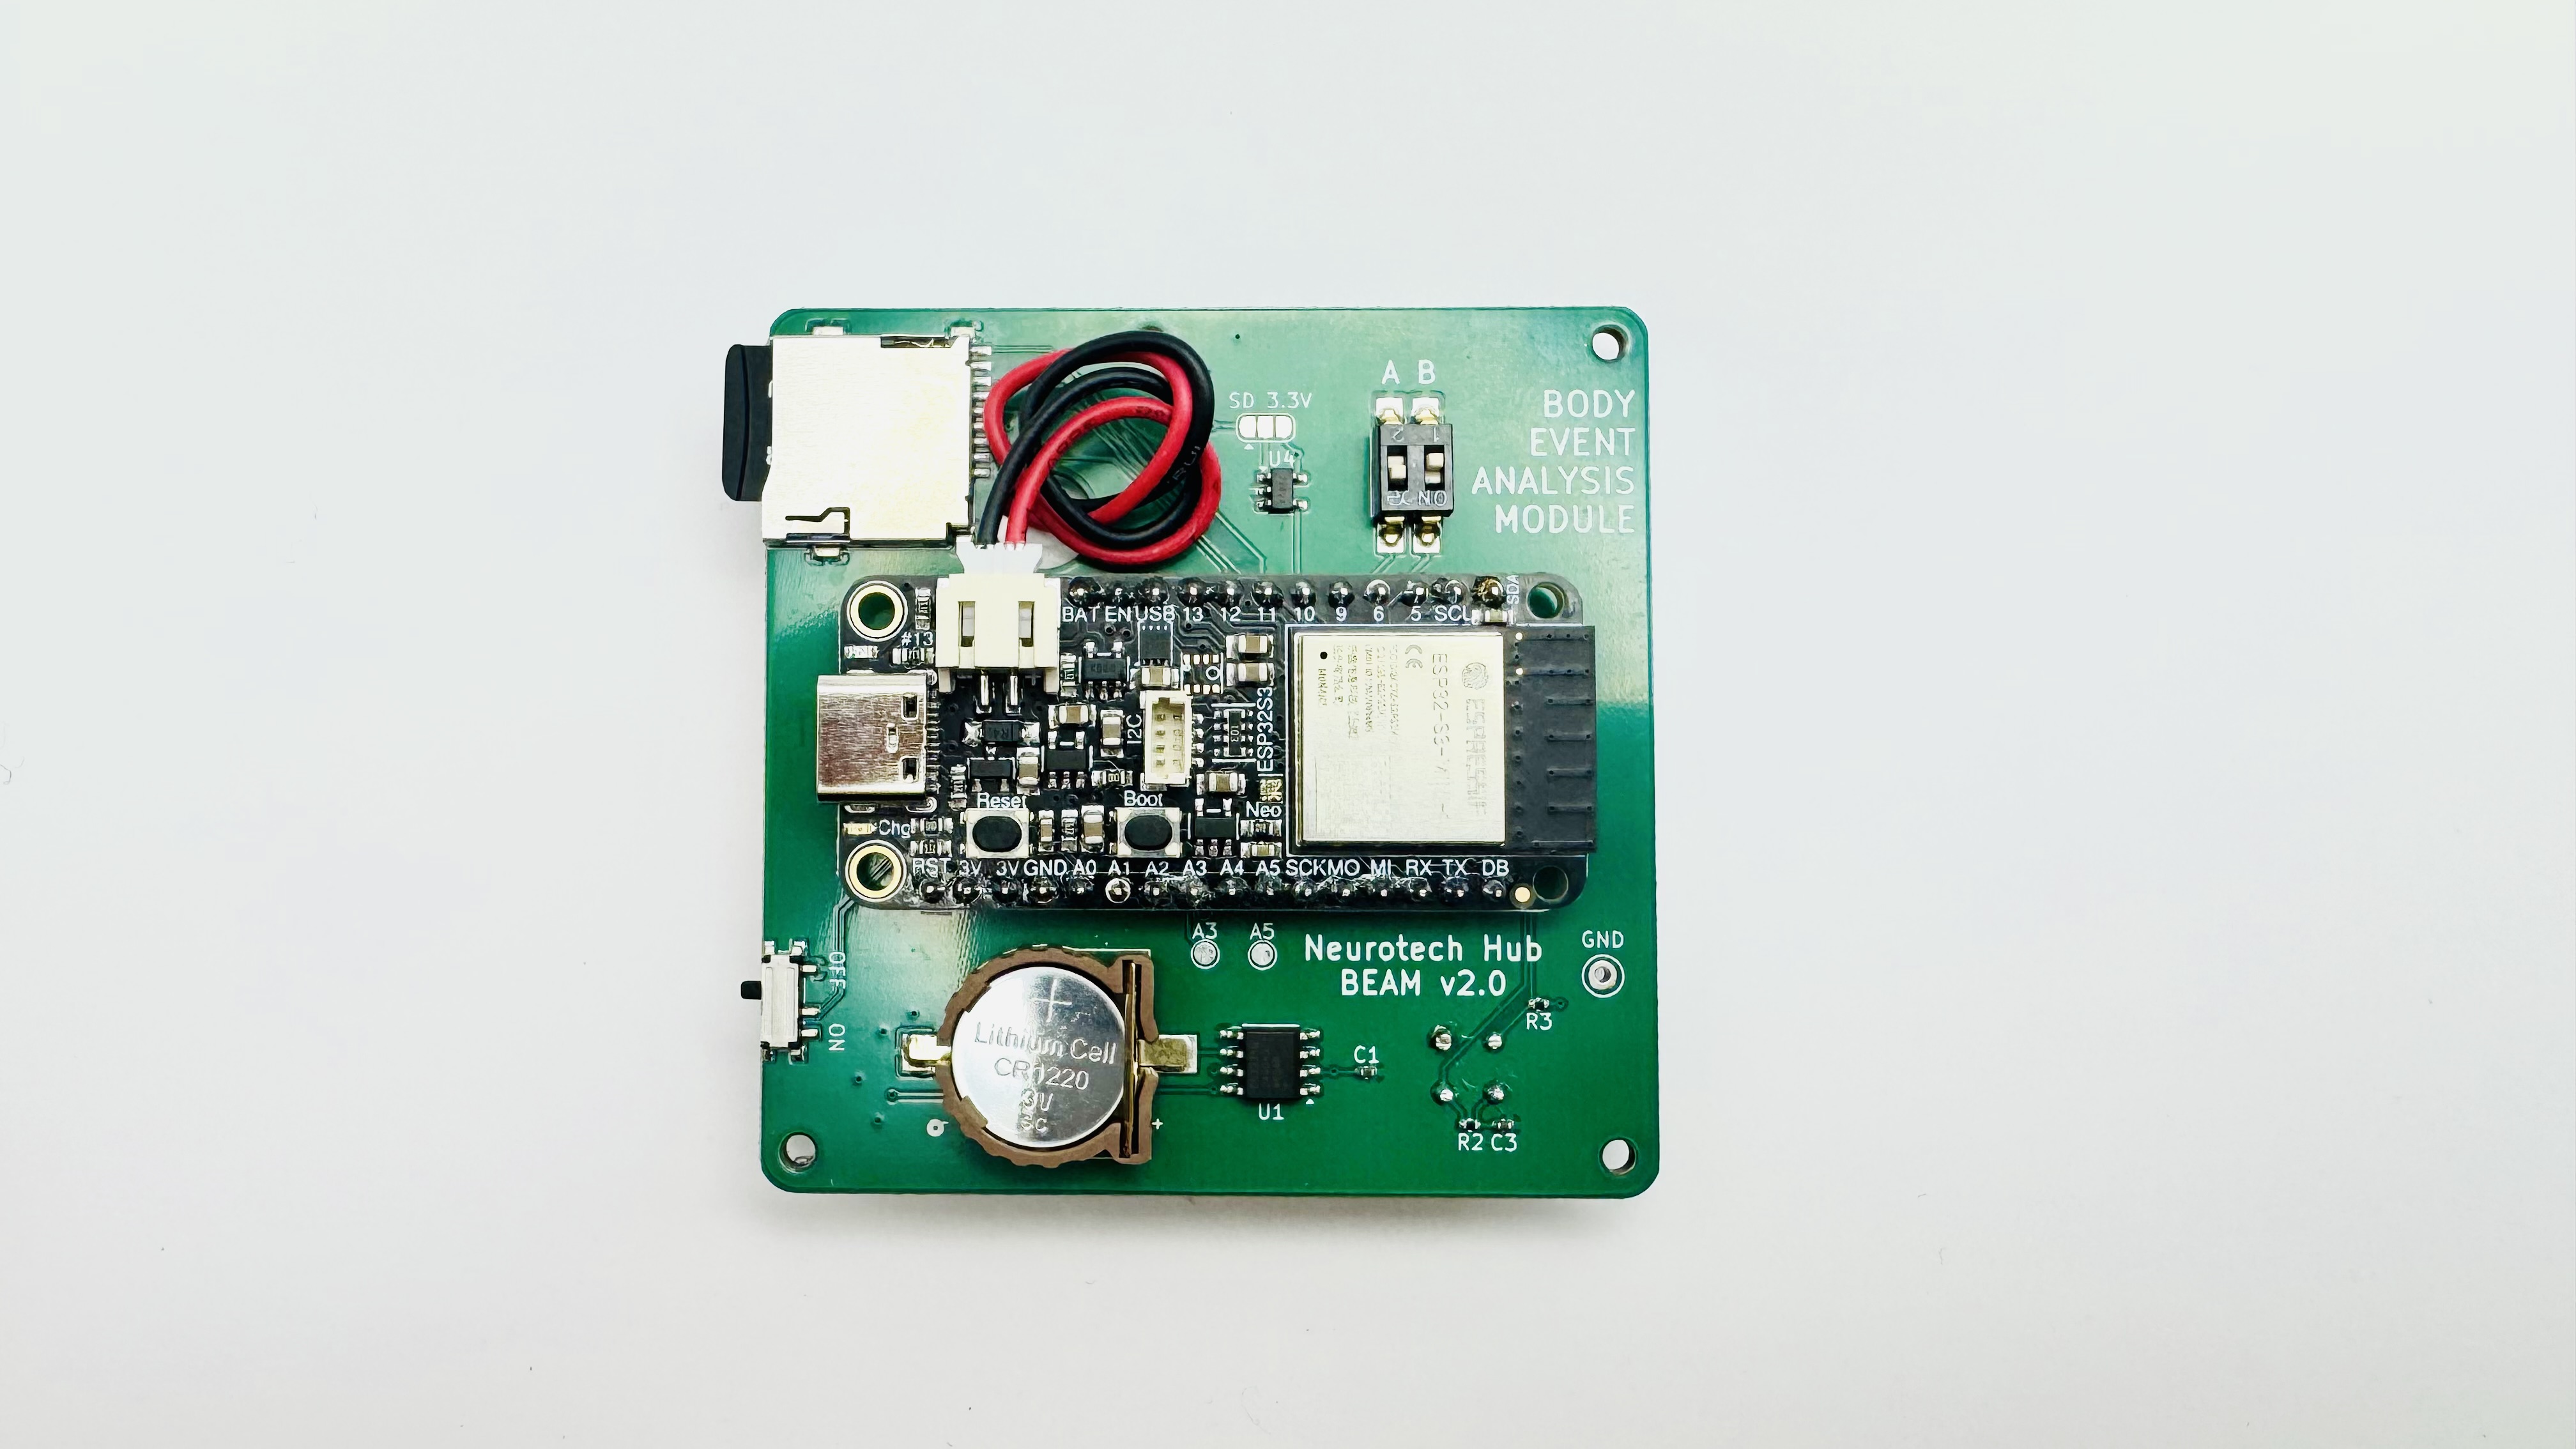 A B
BODY
EVENT
ANALYSIS
MODULE
SD 3.3V
U4
2 1
ON
BAT EN USB 13 12 11 10 9 6 5 SCL SDA
#13
I2C
ESP32S3
Reset
Boot
Neo
Chg
RST 3V 3V GND A0 A1 A2 A3 A4 A5 SCK MO MI RX TX DB
A3 A5
Neurotech Hub
BEAM v2.0
GND
OFF
ON
Lithium Cell
CR1220
3V
R3
C1
U1
R2 C3
+